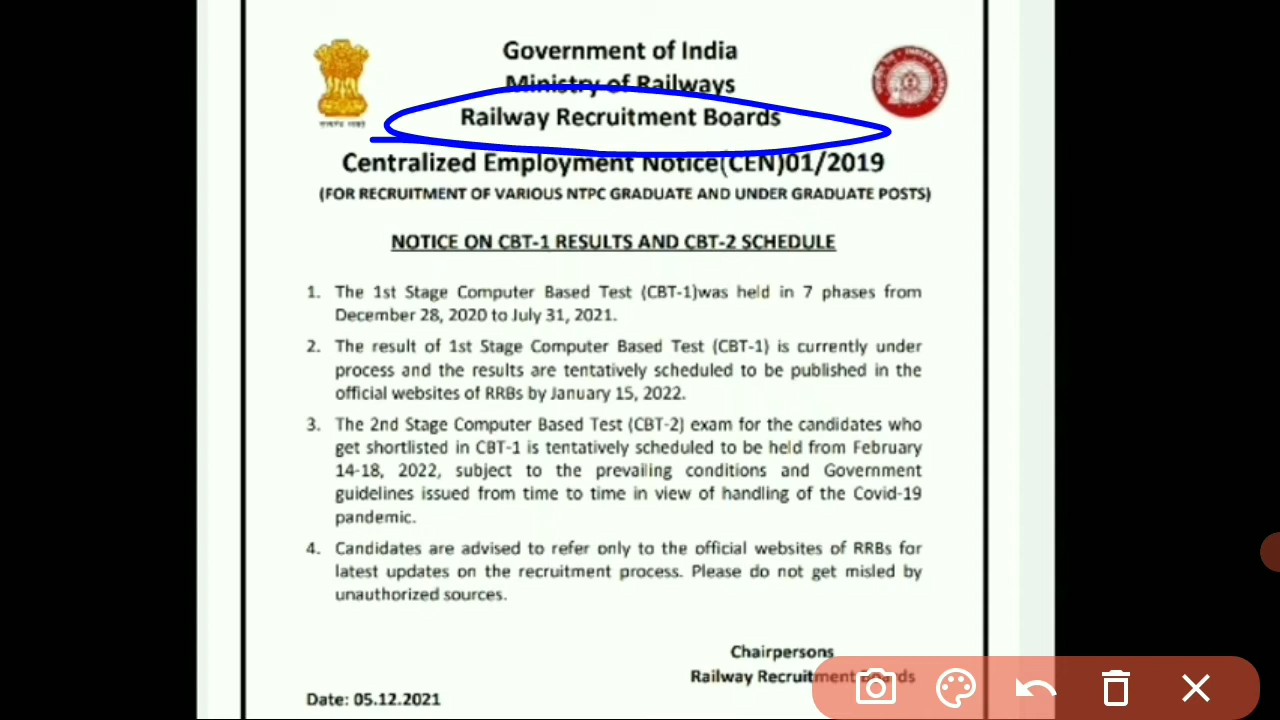 Government of India
Ministry of Railways
Railway Recruitment Boards
Centralized Employment Notice(CEN)01/2019
(FOR RECRUITMENT OF VARIOUS NTPC GRADUATE AND UNDER GRADUATE POSTS)
NOTICE ON CBT-1 RESULTS AND CBT-2 SCHEDULE
1. The 1st Stage Computer Based Test (CBT-1)was held in 7 phases from
December 28, 2020 to July 31, 2021.
2. The result of 1st Stage Computer Based Test (CBT-1) is currently under
process and the results are tentatively scheduled to be published in the
official websites of RRBs by January 15, 2022.
3. The 2nd Stage Computer Based Test (CBT-2) exam for the candidates who
get shortlisted in CBT-1 is tentatively scheduled to be held from February
14-18, 2022, subject to the prevailing conditions and Government
guidelines issued from time to time in view of handling of the Covid-19
pandemic.
4. Candidates are advised to refer only to the official websites of RRBs for
latest updates on the recruitment process. Please do not get misled by
unauthorized sources.
Chairpersons
Railway Recruitment Boards
Date: 05.12.2021